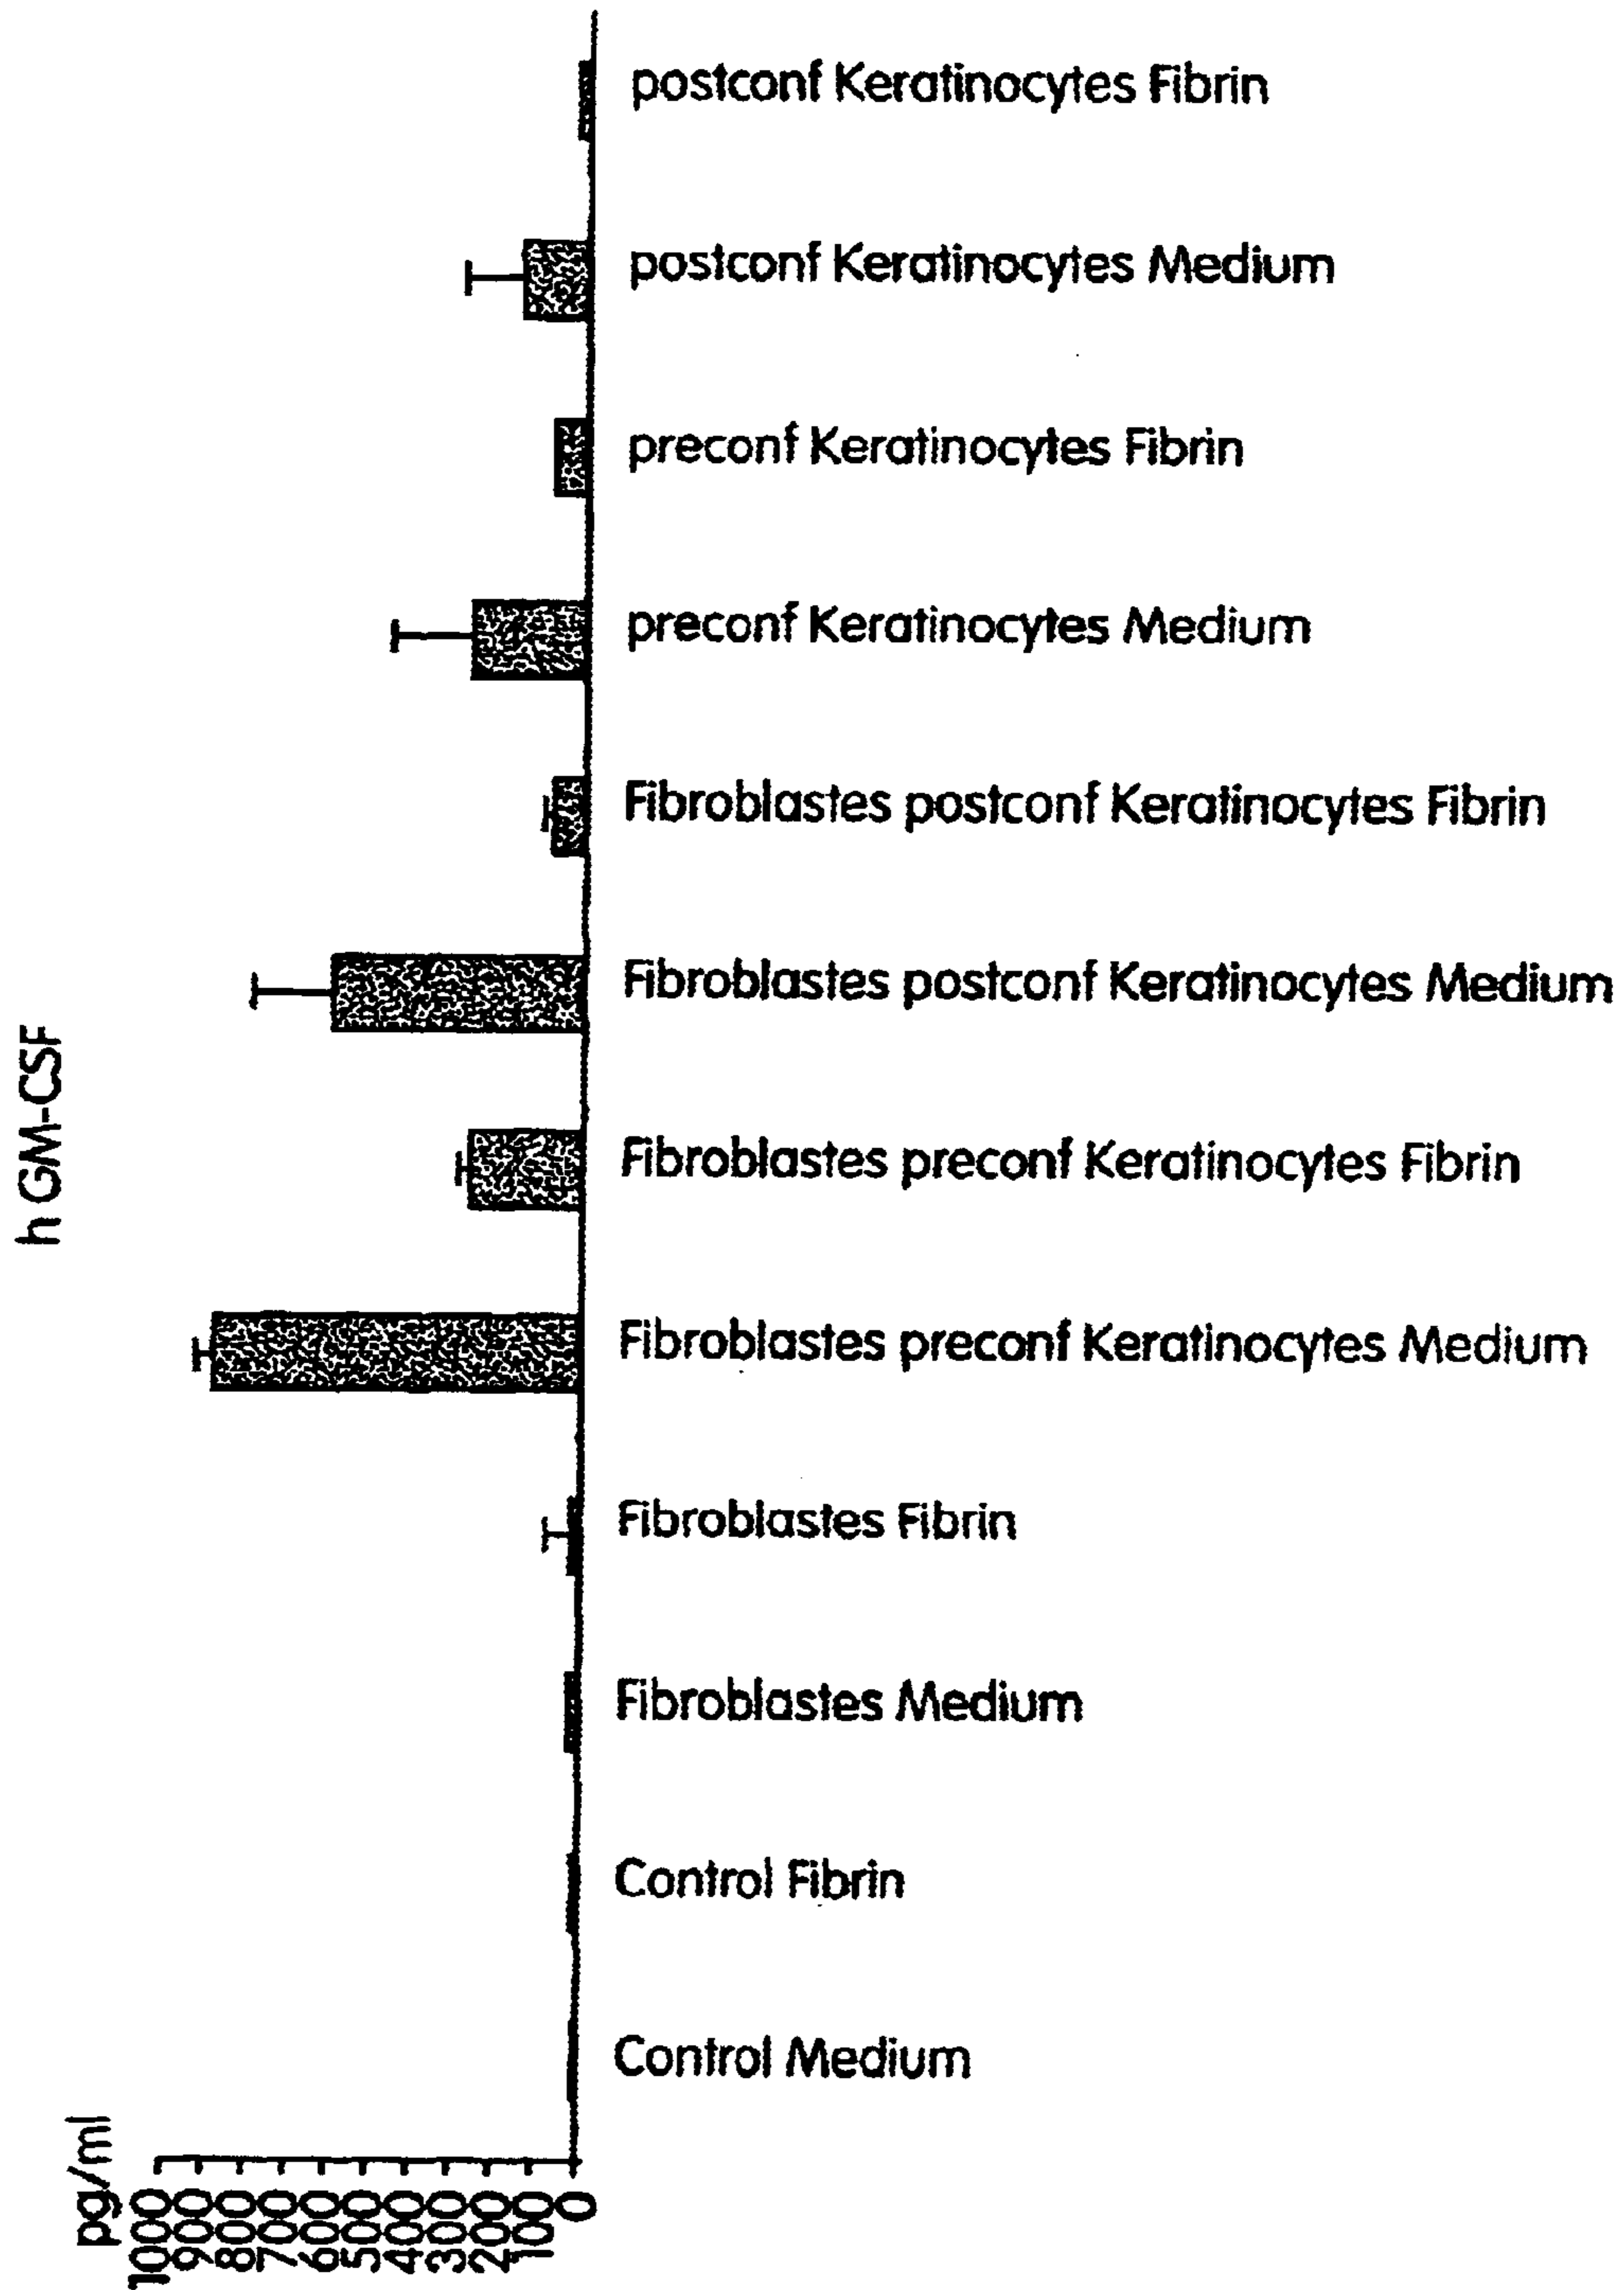 h GM-CSF
pg/ml
1000
900
800
700
600
500
400
300
200
100
0
Control Medium
Control Fibrin
Fibroblastes Medium
Fibroblastes Fibrin
Fibroblastes preconf Keratinocytes Medium
Fibroblastes preconf Keratinocytes Fibrin
Fibroblastes postconf Keratinocytes Medium
Fibroblastes postconf Keratinocytes Fibrin
preconf Keratinocytes Medium
preconf Keratinocytes Fibrin
postconf Keratinocytes Medium
postconf Keratinocytes Fibrin